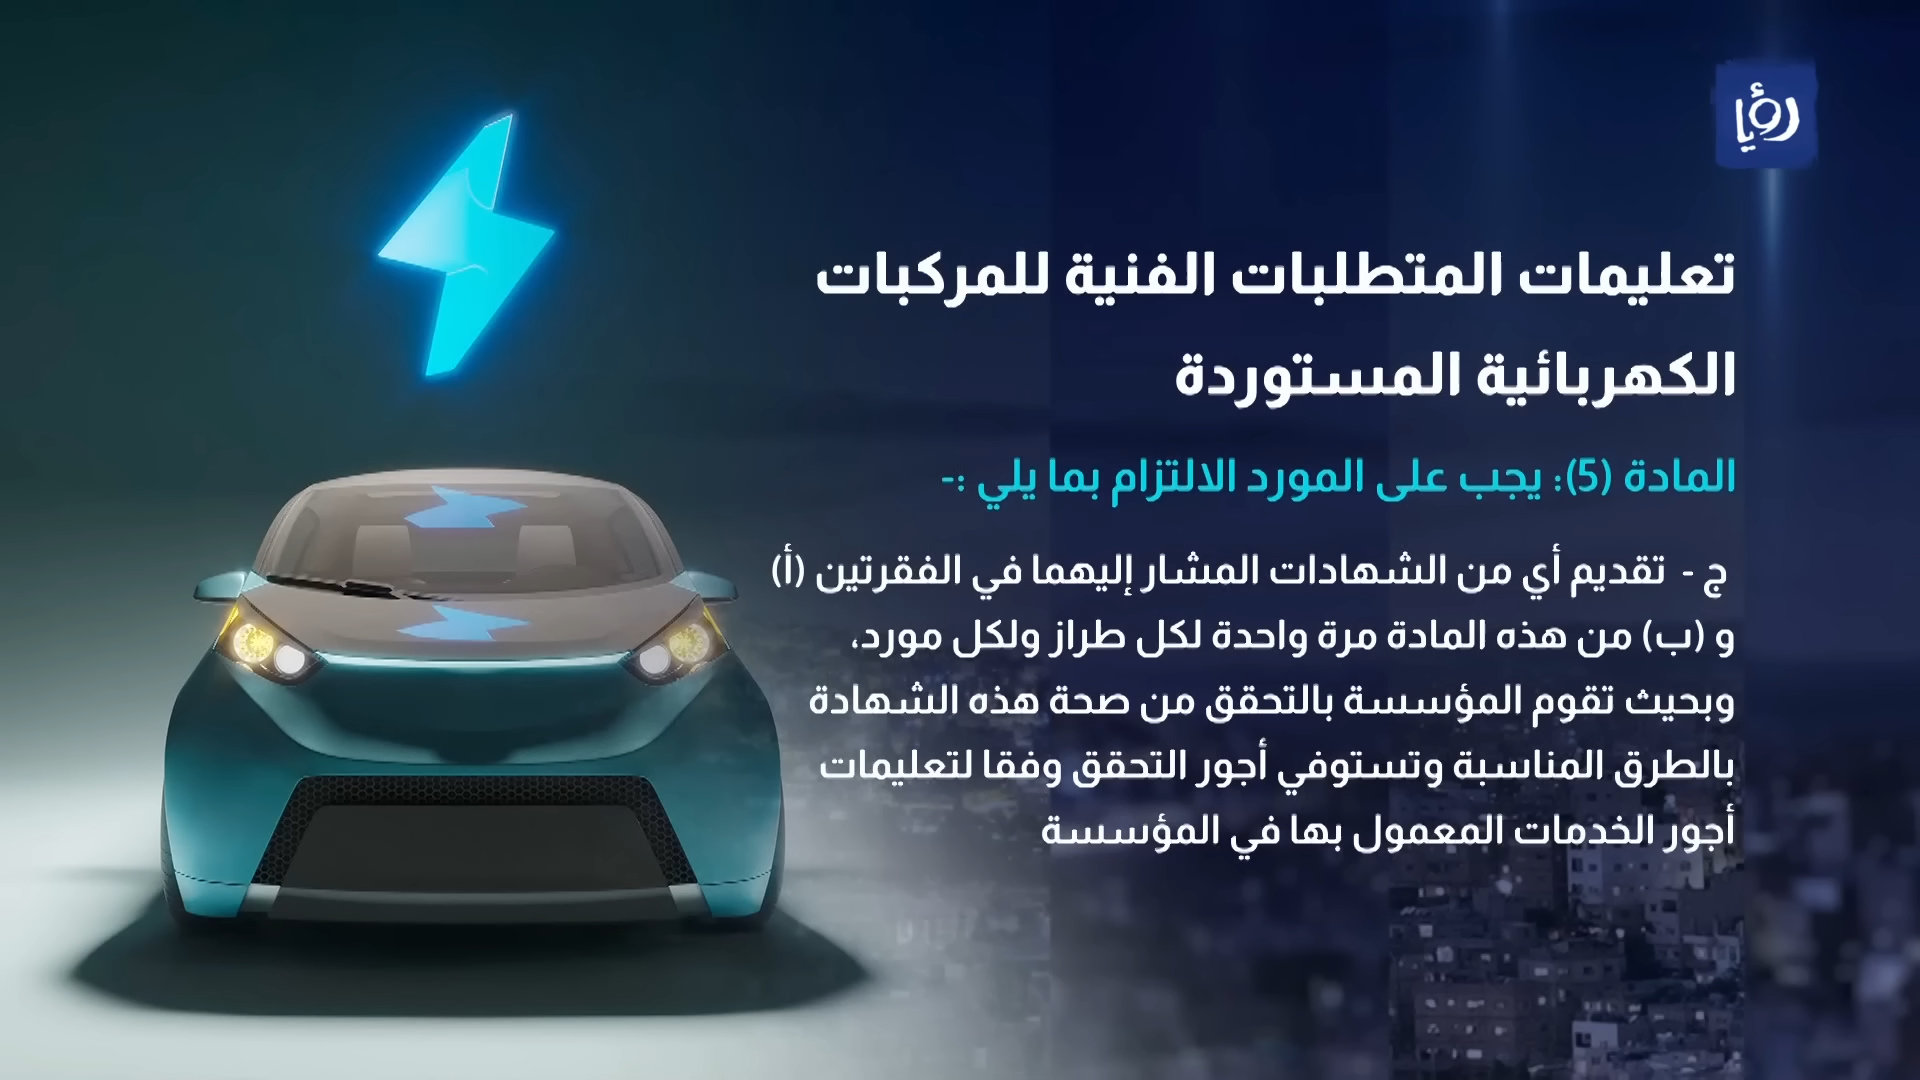 رؤيا
تعليمات المتطلبات الفنية للمركبات
الكهربائية المستوردة
المادة (5): يجب على المورد الالتزام بما يلي :-
ج - تقديم أي من الشهادات المشار إليهما في الفقرتين (أ)
و (ب) من هذه المادة مرة واحدة لكل طراز ولكل مورد،
وبحيث تقوم المؤسسة بالتحقق من صحة هذه الشهادة
بالطرق المناسبة وتستوفي أجور التحقق وفقا لتعليمات
أجور الخدمات المعمول بها في المؤسسة